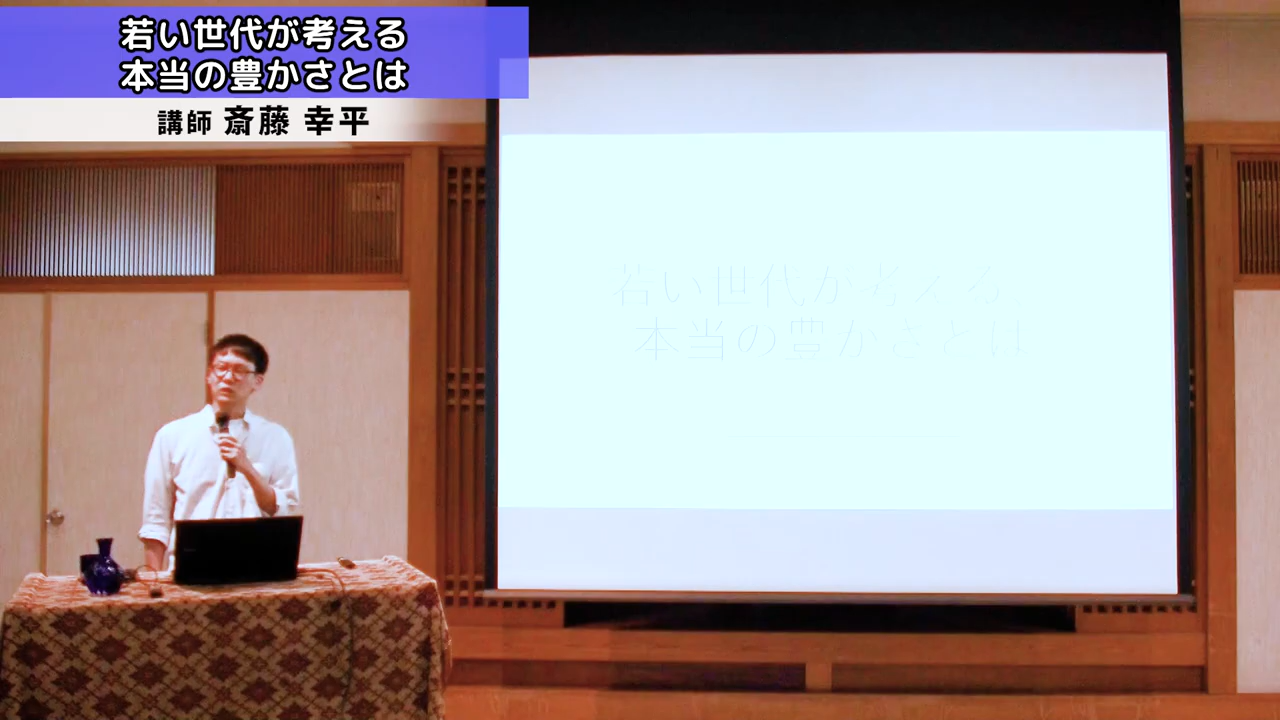 若い世代が考える
本当の豊かさとは
講師 斎藤 幸平
若い世代が考える
本当の豊かさとは